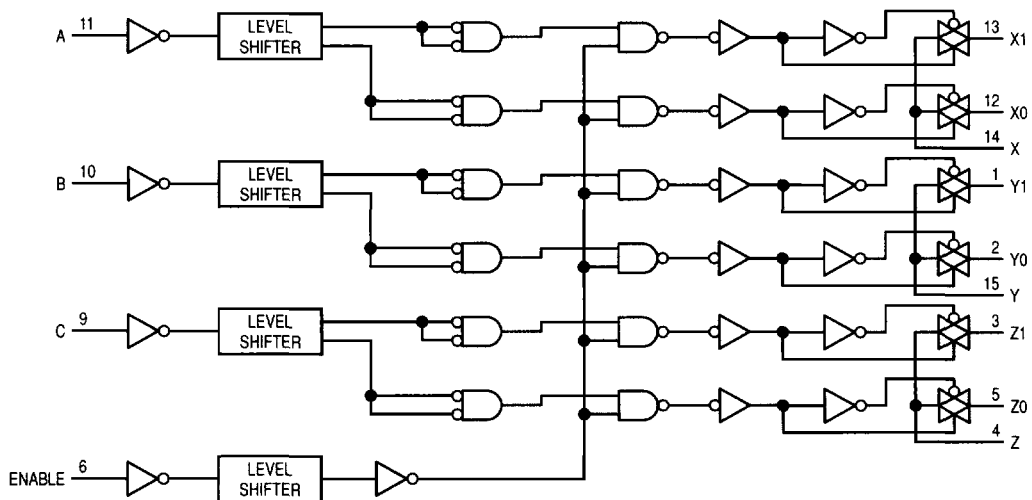 A 11
LEVEL
SHIFTER
13 X1
12 X0
14 X
B 10
LEVEL
SHIFTER
1 Y1
2 Y0
15 Y
C 9
LEVEL
SHIFTER
3 Z1
5 Z0
4 Z
ENABLE 6
LEVEL
SHIFTER